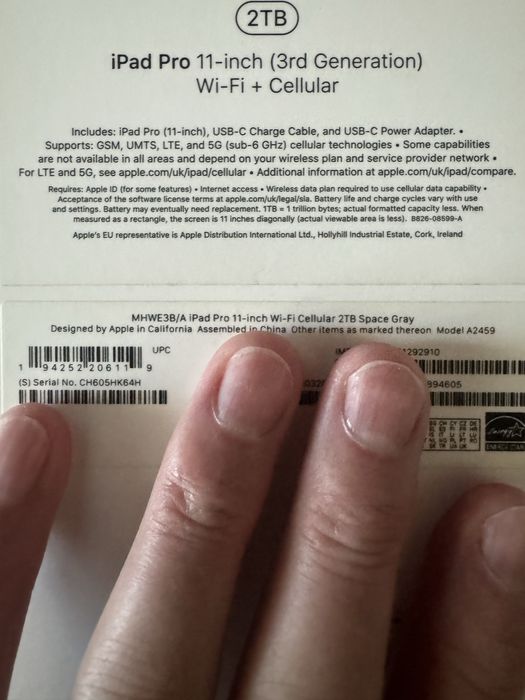 2TB
iPad Pro 11-inch (3rd Generation)
Wi-Fi + Cellular
Includes: iPad Pro (11-inch), USB-C Charge Cable, and USB-C Power Adapter. •
Supports: GSM, UMTS, LTE, and 5G (sub-6 GHz) cellular technologies • Some capabilities
are not available in all areas and depend on your wireless plan and service provider network •
For LTE and 5G, see apple.com/uk/ipad/cellular • Additional information at apple.com/uk/ipad/compare.
Requires: Apple ID (for some features) • Internet access • Wireless data plan required to use cellular data capability •
Acceptance of the software license terms at apple.com/uk/legal/sla. Battery life and charge cycles vary with use
and settings. Battery may eventually need replacement. 1TB = 1 trillion bytes; actual formatted capacity less. When
measured as a rectangle, the screen is 11 inches diagonally (actual viewable area is less). B826-08599-A
Apple's EU representative is Apple Distribution International Ltd., Hollyhill Industrial Estate, Cork, Ireland
MHWE3B/A iPad Pro 11-inch Wi-Fi Cellular 2TB Space Gray
Designed by Apple in California Assembled in China Other items as marked thereon Model A2459
UPC
1 94252 20611 9
1292910
(S) Serial No. CH605HK64H
894605